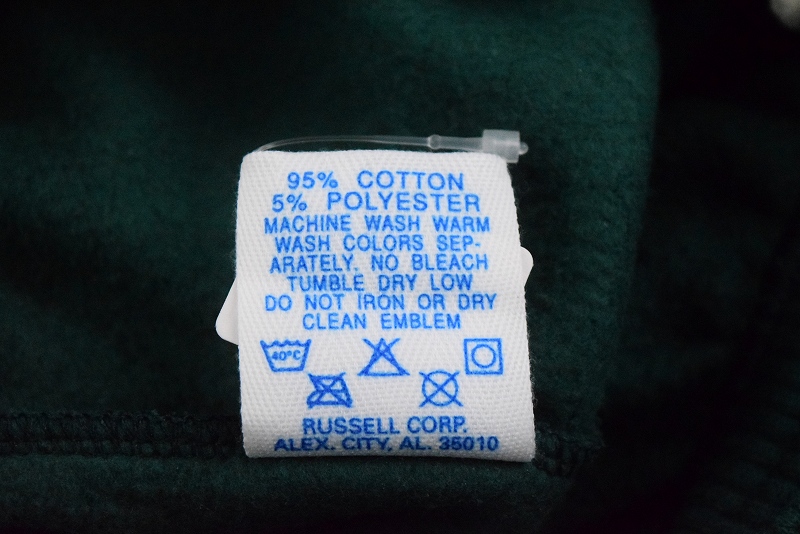 95% COTTON
5% POLYESTER
MACHINE WASH WARM
WASH COLORS SEP-
ARATELY. NO BLEACH
TUMBLE DRY LOW
DO NOT IRON OR DRY
CLEAN EMBLEM
40°C
RUSSELL CORP.
ALEX. CITY, AL. 35010